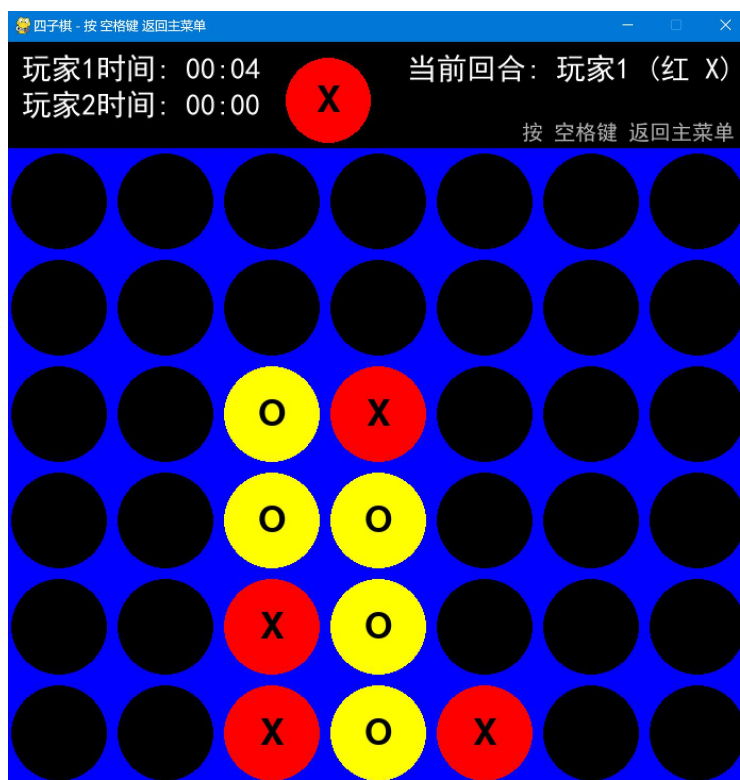 四子棋 - 按 空格键 返回主菜单
玩家1时间: 00:04
玩家2时间: 00:00
X
当前回合: 玩家1 (红 X)
按 空格键 返回主菜单
O X
O O
X O
X O X